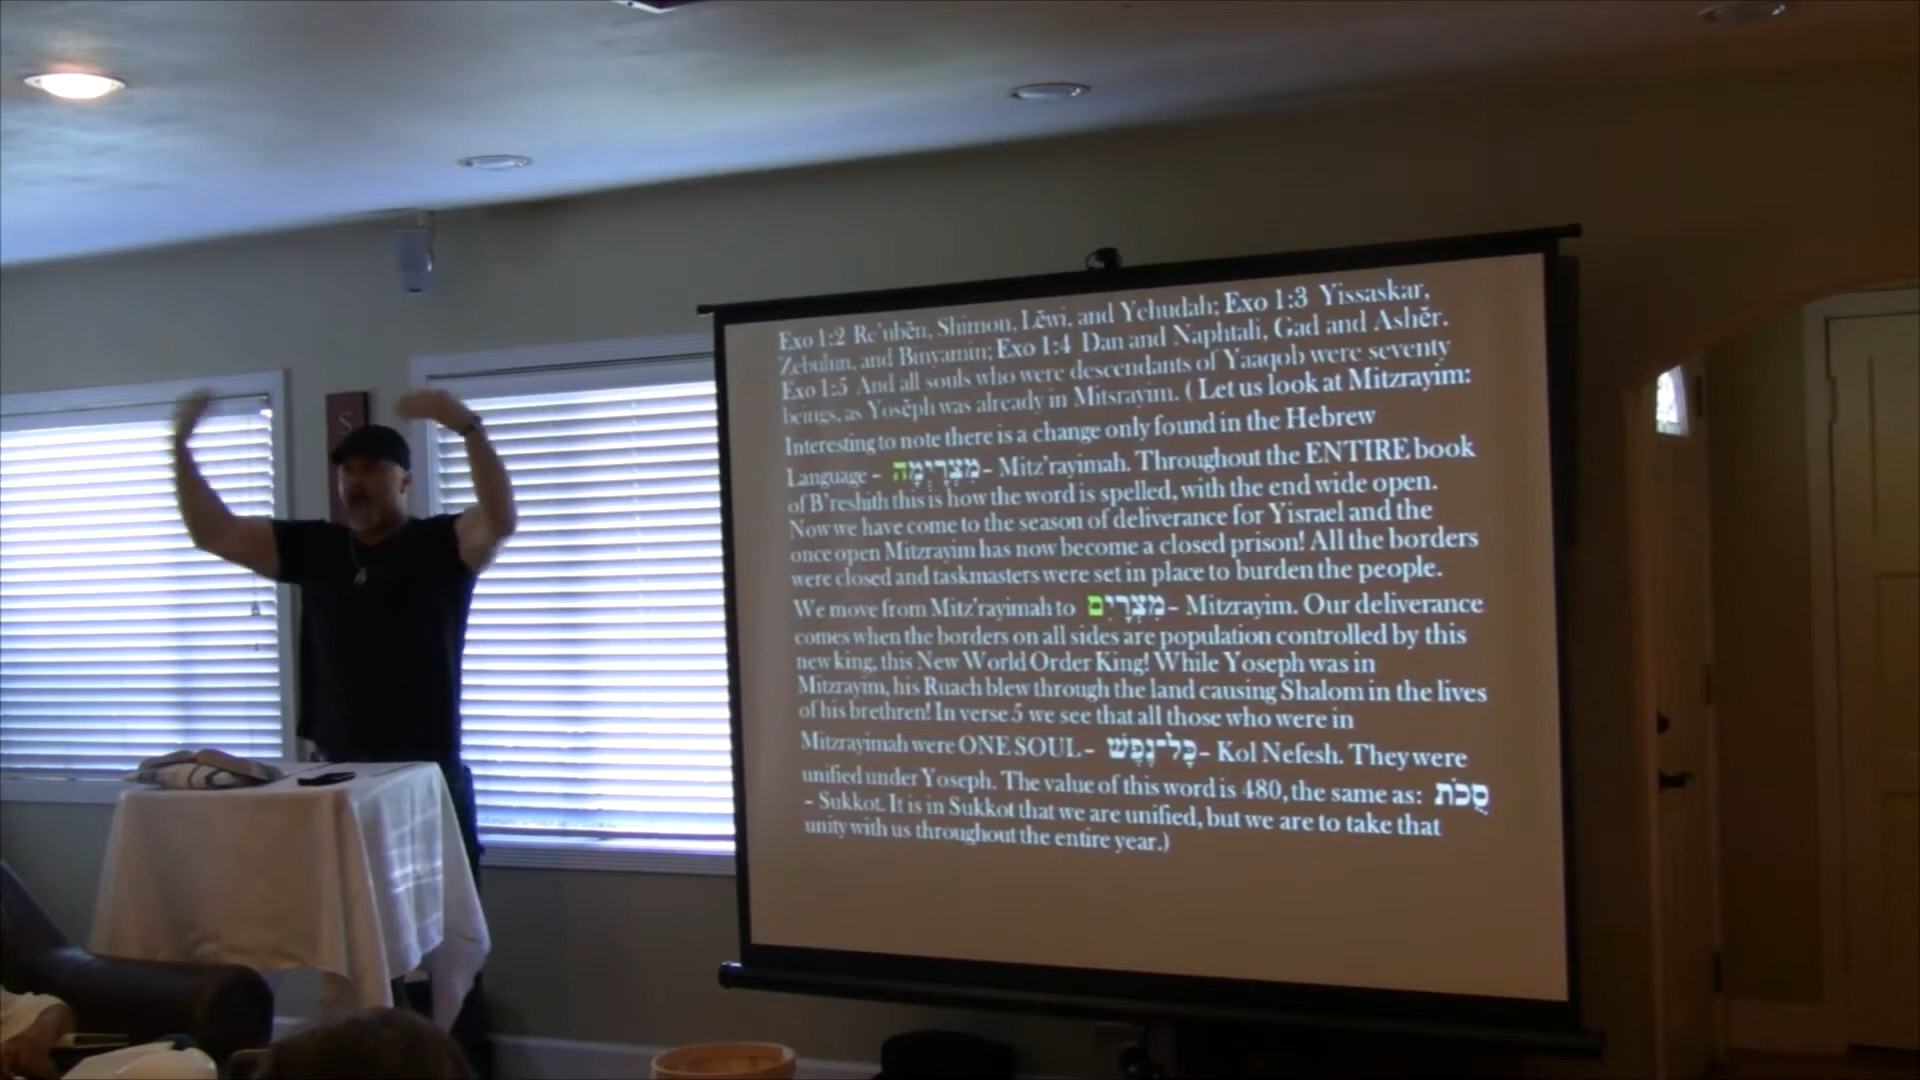 S
Exo 1:2 Re'ubĕn, Shimon, Lĕwi, and Yehudah; Exo 1:3 Yissaskar,
Zebulun, and Binyamin; Exo 1:4 Dan and Naphtali, Gad and Ashĕr.
Exo 1:5 And all souls who were descendants of Yaaqob were seventy
beings, as Yosĕph was already in Mitsrayim. ( Let us look at Mitzrayim:
Interesting to note there is a change only found in the Hebrew
Language - מִצְרָיְמָה- Mitz'rayimah. Throughout the ENTIRE book
of B'reshith this is how the word is spelled, with the end wide open.
Now we have come to the season of deliverance for Yisrael and the
once open Mitzrayim has now become a closed prison! All the borders
were closed and taskmasters were set in place to burden the people.
We move from Mitz'rayimah to מִצְרָיִם- Mitzrayim. Our deliverance
comes when the borders on all sides are population controlled by this
new king, this New World Order King! While Yoseph was in
Mitzrayim, his Ruach blew through the land causing Shalom in the lives
of his brethren! In verse 5 we see that all those who were in
Mitzrayimah were ONE SOUL - כָּל־נֶפֶשׁ- Kol Nefesh. They were
unified under Yoseph. The value of this word is 480, the same as: סֻכֹּת
- Sukkot. It is in Sukkot that we are unified, but we are to take that
unity with us throughout the entire year.)